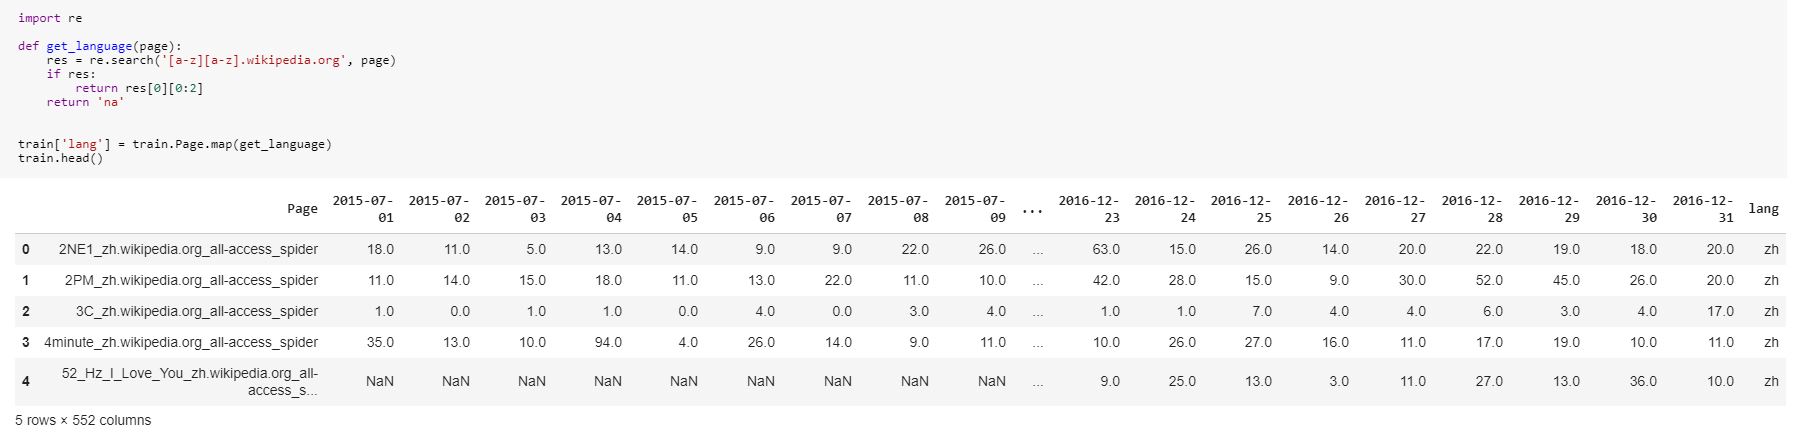 import re
def get_language(page):
    res = re.search('[a-z][a-z].wikipedia.org', page)
    if res:
        return res[0][0:2]
    return 'na'
train['lang'] = train.Page.map(get_language)
train.head()
Page 2015-07-01 2015-07-02 2015-07-03 2015-07-04 2015-07-05 2015-07-06 2015-07-07 2015-07-08 2015-07-09 ... 2016-12-23 2016-12-24 2016-12-25 2016-12-26 2016-12-27 2016-12-28 2016-12-29 2016-12-30 2016-12-31 lang
0 2NE1_zh.wikipedia.org_all-access_spider 18.0 11.0 5.0 13.0 14.0 9.0 9.0 22.0 26.0 ... 63.0 15.0 26.0 14.0 20.0 22.0 19.0 18.0 20.0 zh
1 2PM_zh.wikipedia.org_all-access_spider 11.0 14.0 15.0 18.0 11.0 13.0 22.0 11.0 10.0 ... 42.0 28.0 15.0 9.0 30.0 52.0 45.0 26.0 20.0 zh
2 3C_zh.wikipedia.org_all-access_spider 1.0 0.0 1.0 1.0 0.0 4.0 0.0 3.0 4.0 ... 1.0 1.0 7.0 4.0 4.0 6.0 3.0 4.0 17.0 zh
3 4minute_zh.wikipedia.org_all-access_spider 35.0 13.0 10.0 94.0 4.0 26.0 14.0 9.0 11.0 ... 10.0 26.0 27.0 16.0 11.0 17.0 19.0 10.0 11.0 zh
4 52_Hz_I_Love_You_zh.wikipedia.org_all-access_s... NaN NaN NaN NaN NaN NaN NaN NaN NaN ... 9.0 25.0 13.0 3.0 11.0 27.0 13.0 36.0 10.0 zh
5 rows × 552 columns